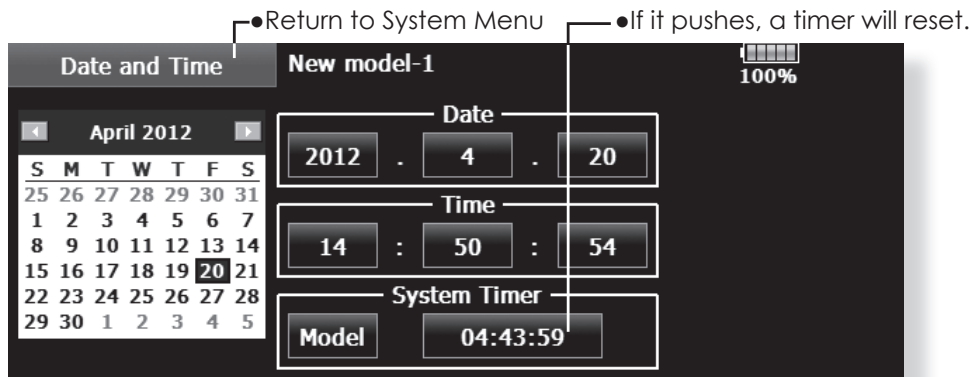 ●Return to System Menu ●If it pushes, a timer will reset.
Date and Time New model-1 100%
April 2012
S M T W T F S
25 26 27 28 29 30 31
1 2 3 4 5 6 7
8 9 10 11 12 13 14
15 16 17 18 19 20 21
22 23 24 25 26 27 28
29 30 1 2 3 4 5
Date
2012 . 4 . 20
Time
14 : 50 : 54
System Timer
Model 04:43:59